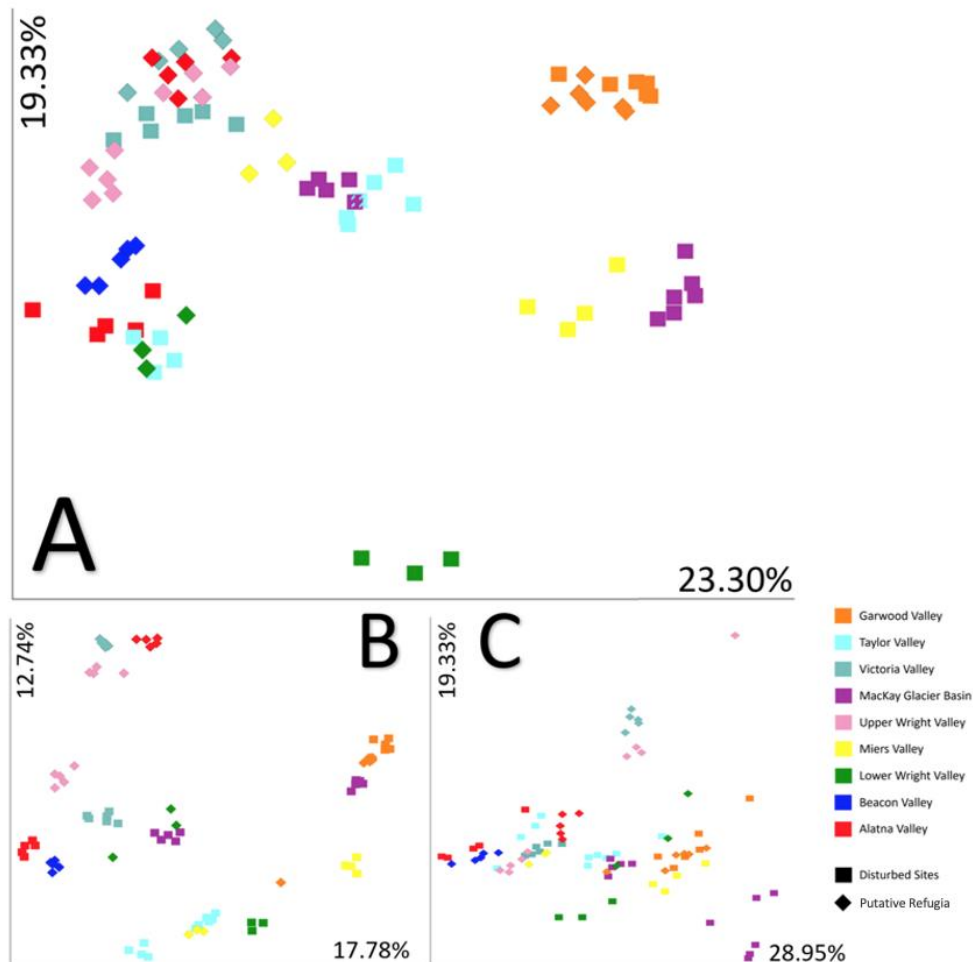 19.33%
A
23.30%
12.74%
B
17.78%
19.33%
C
28.95%
Garwood Valley
Taylor Valley
Victoria Valley
MacKay Glacier Basin
Upper Wright Valley
Miers Valley
Lower Wright Valley
Beacon Valley
Alatna Valley
Disturbed Sites
Putative Refugia